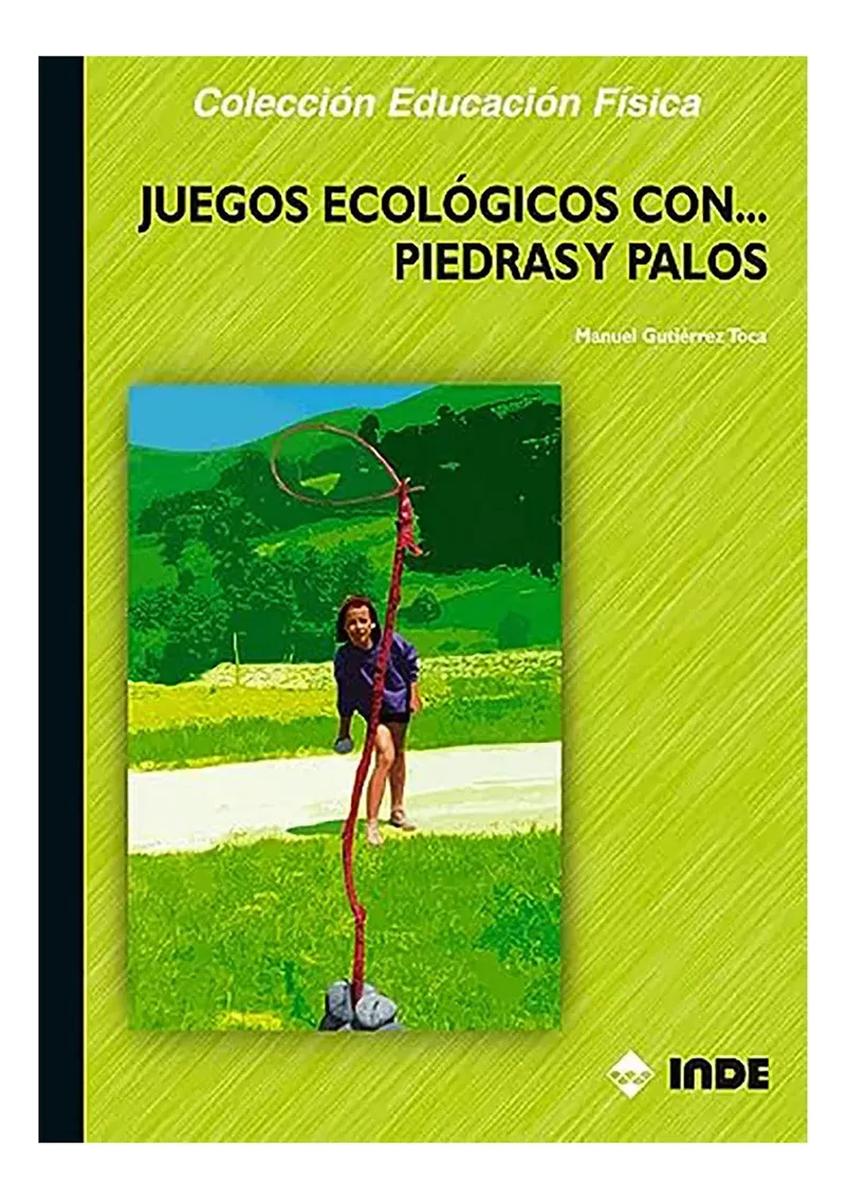 Colección Educación Física
JUEGOS ECOLÓGICOS CON...
PIEDRAS Y PALOS
Manuel Gutiérrez Toca
INDE